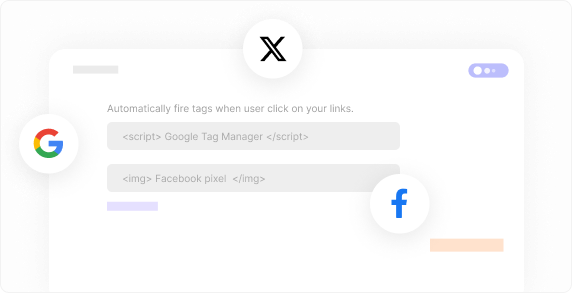 Automatically fire tags when user click on your links.
<script> Google Tag Manager </script>
<img> Facebook pixel </img>